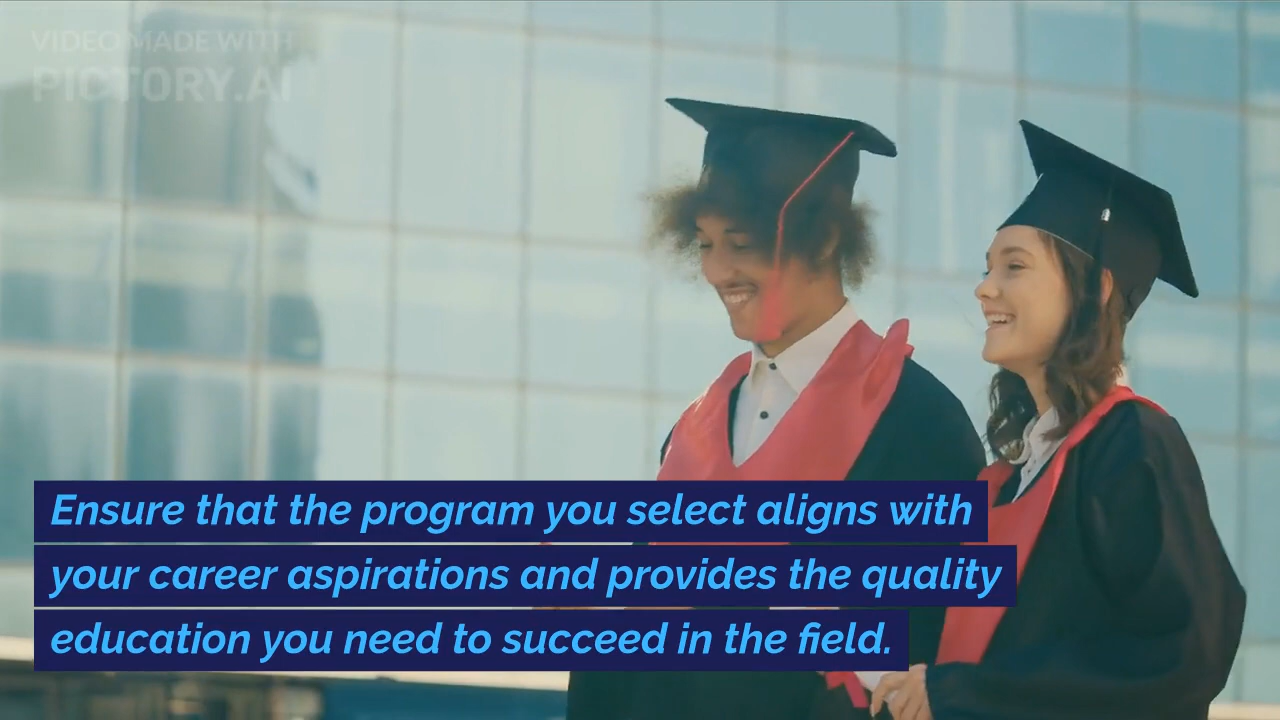 VIDEO MADE WITH
PICTORY.AI
Ensure that the program you select aligns with
your career aspirations and provides the quality
education you need to succeed in the field.